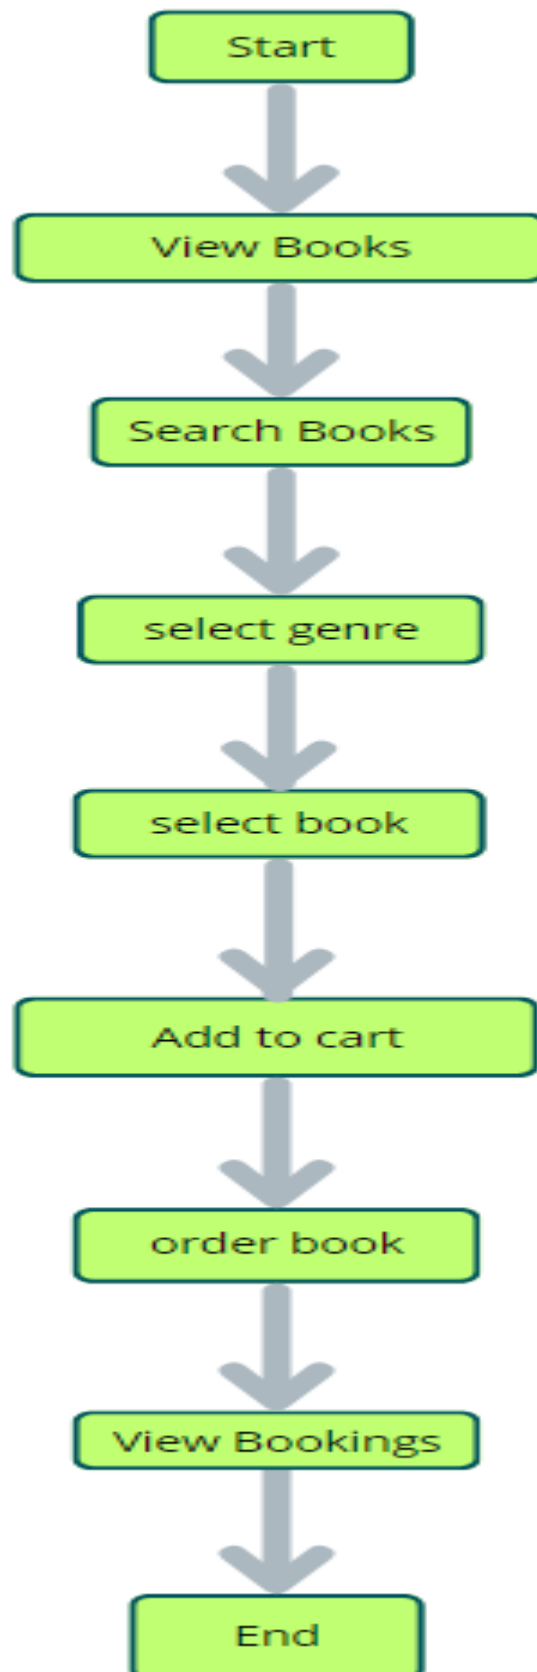 Start
View Books
Search Books
select genre
select book
Add to cart
order book
View Bookings
End